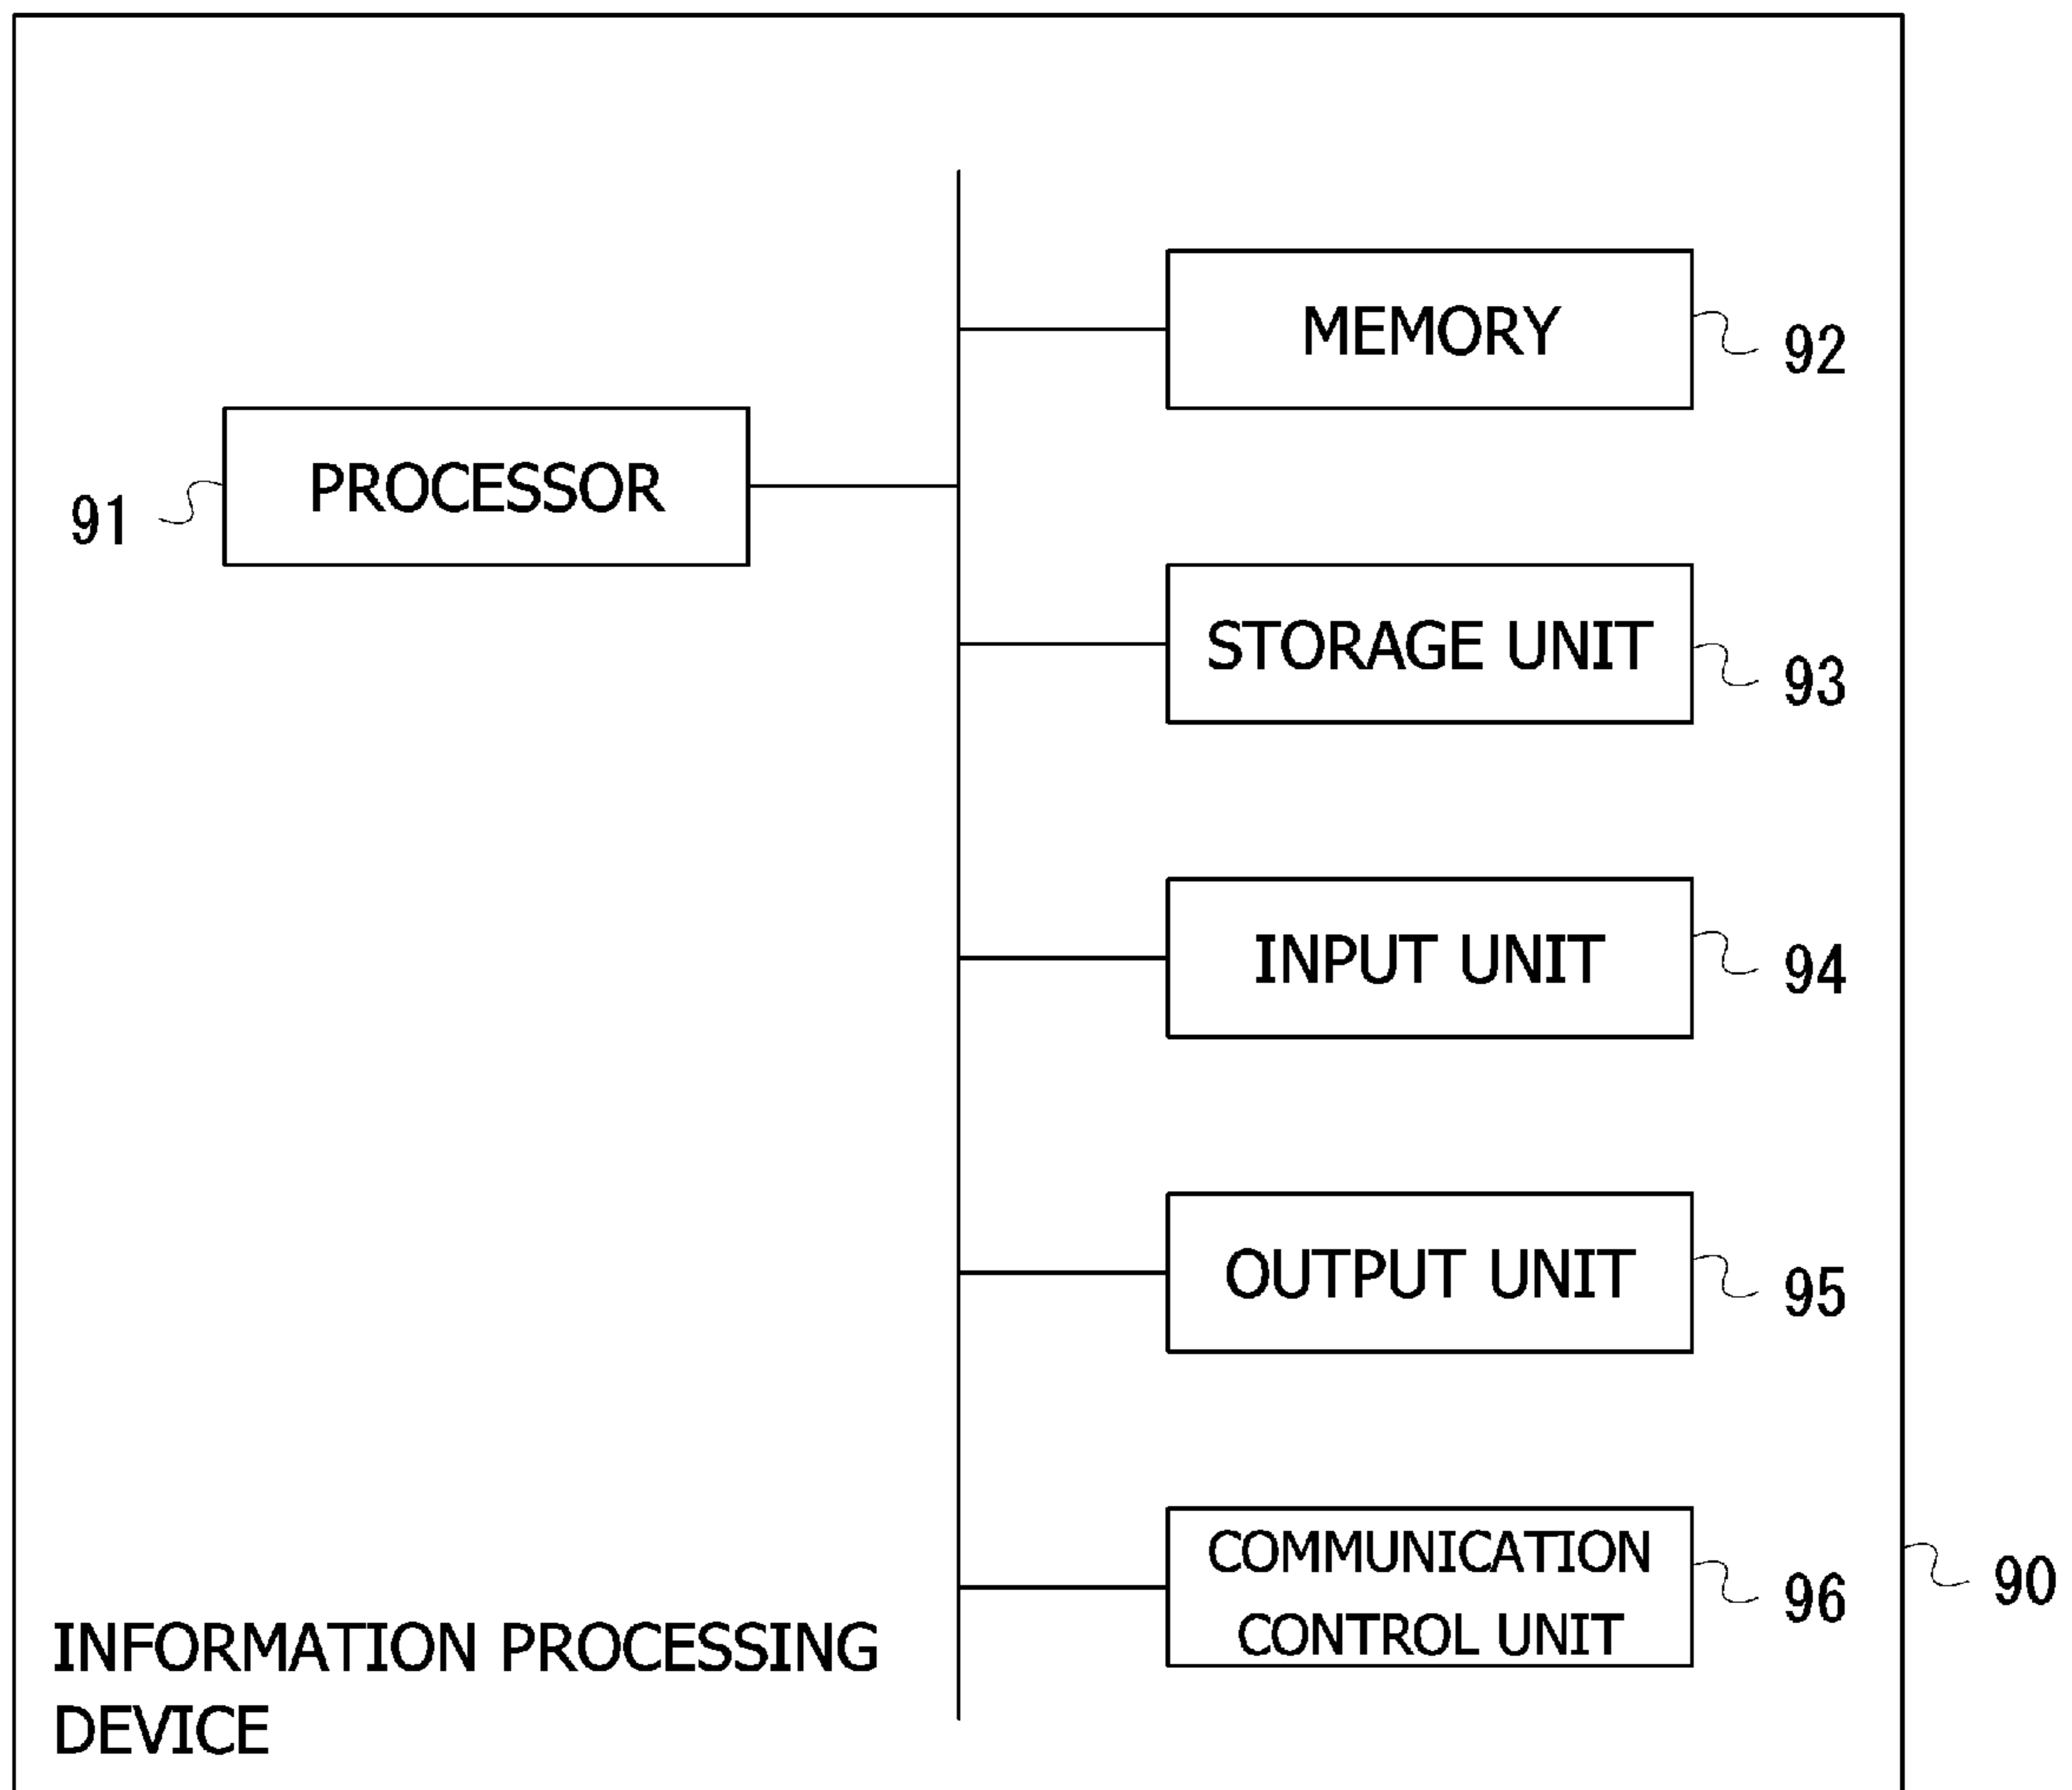 MEMORY
92
PROCESSOR
91
STORAGE UNIT
93
INPUT UNIT
94
OUTPUT UNIT
95
COMMUNICATION
CONTROL UNIT
96
90
INFORMATION PROCESSING
DEVICE